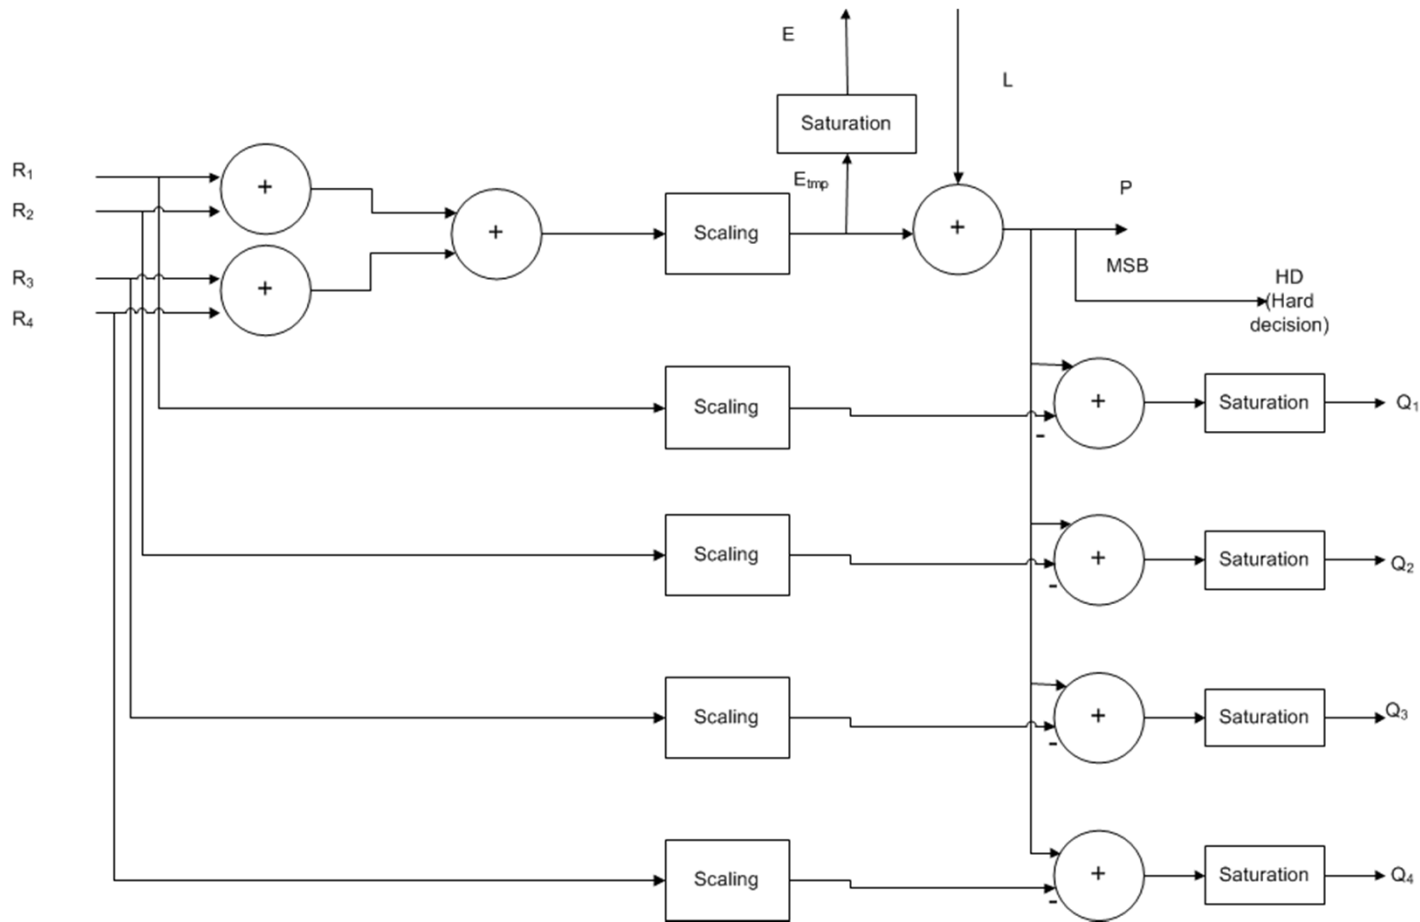 E
L
Saturation
R₁
+
E_tmp
P
R₂
+
Scaling
+
MSB
R₃
+
HD
(Hard
decision)
R₄
Scaling
+
Saturation
Q₁
-
Scaling
+
Saturation
Q₂
-
Scaling
+
Saturation
Q₃
-
Scaling
+
Saturation
Q₄
-